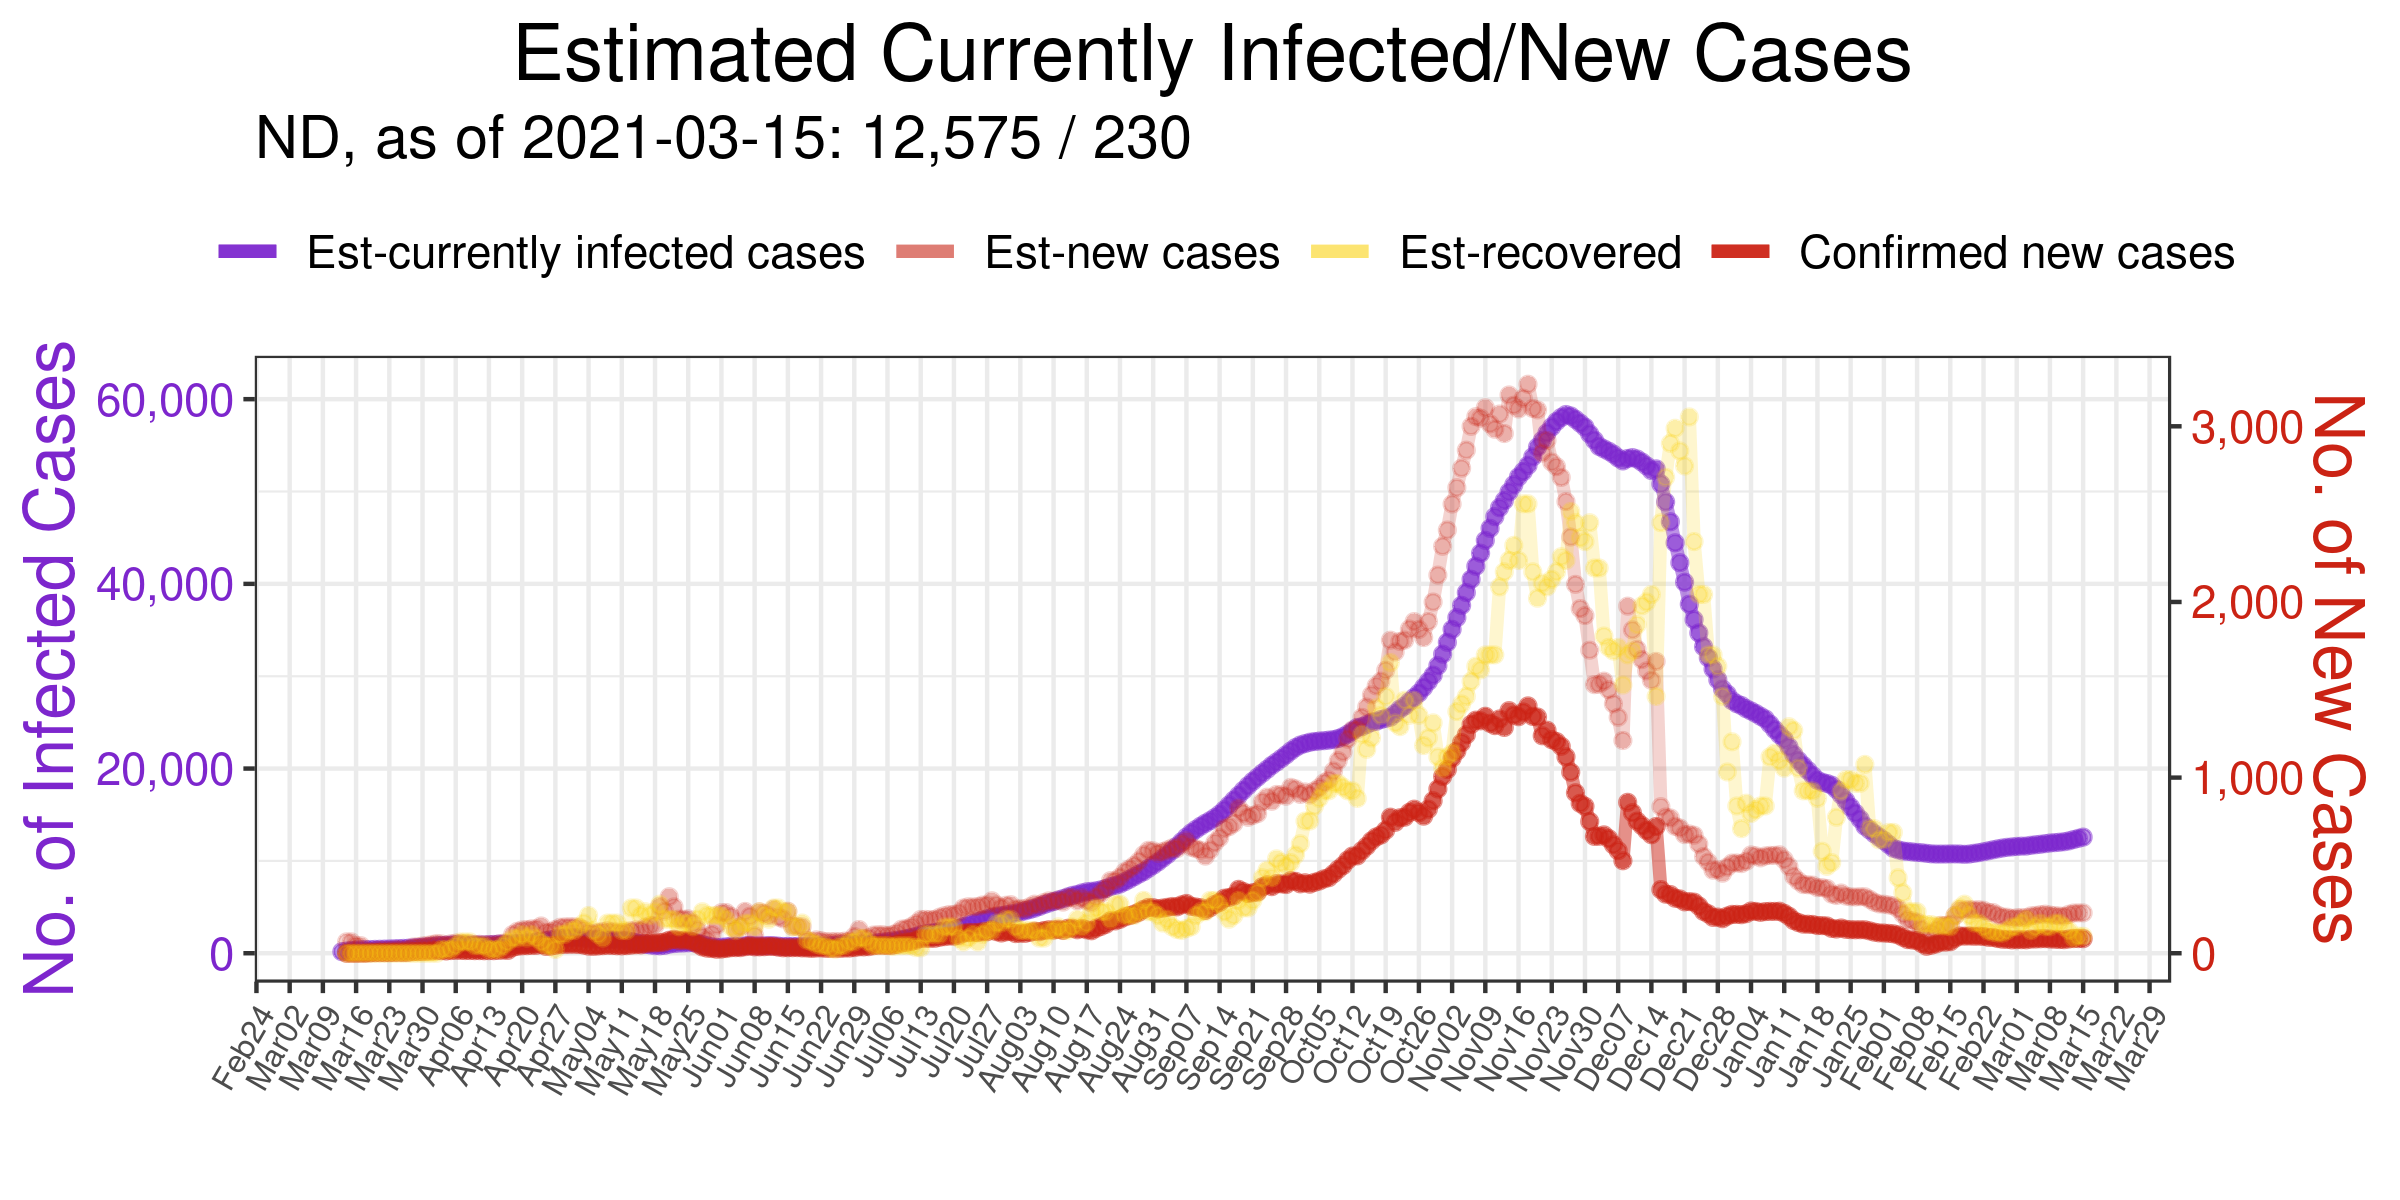 Estimated Currently Infected/New Cases
ND, as of 2021-03-15: 12,575 / 230
Est-currently infected cases Est-new cases Est-recovered Confirmed new cases
No. of Infected Cases
60,000
40,000
20,000
0
3,000
2,000
1,000
0
No. of New Cases
Feb24 Mar02 Mar09 Mar16 Mar23 Mar30 Apr06 Apr13 Apr20 Apr27 May04 May11 May18 May25 Jun01 Jun08 Jun15 Jun22 Jun29 Jul06 Jul13 Jul20 Jul27 Aug03 Aug10 Aug17 Aug24 Aug31 Sep07 Sep14 Sep21 Sep28 Oct05 Oct12 Oct19 Oct26 Nov02 Nov09 Nov16 Nov23 Nov30 Dec07 Dec14 Dec21 Dec28 Jan04 Jan11 Jan18 Jan25 Feb01 Feb08 Feb15 Feb22 Mar01 Mar08 Mar15 Mar22 Mar29